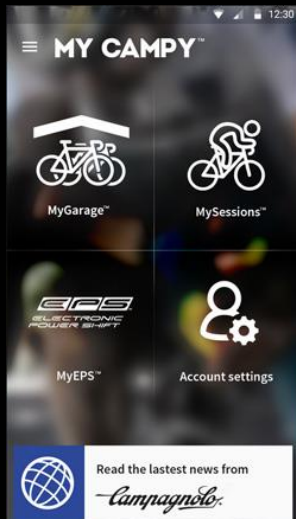 12:30
MY CAMPY™
MyGarage™
MySessions™
EPS
ELECTRONIC
POWER SHIFT
MyEPS™
Account settings
Read the lastest news from
Campagnolo.